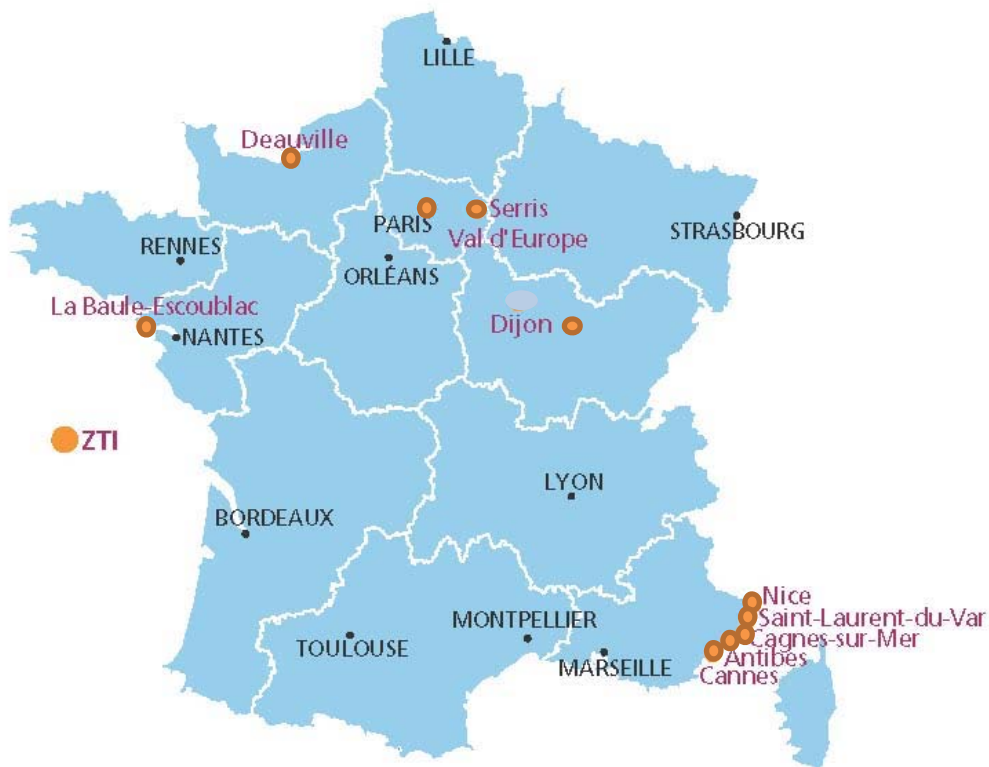 LILLE
Deauville
PARIS
Serris
Val d'Europe
STRASBOURG
RENNES
ORLÉANS
La Baule-Escoublac
NANTES
Dijon
ZTI
LYON
BORDEAUX
Nice
Saint-Laurent-du-Var
Cagnes-sur-Mer
Antibes
Cannes
MONTPELLIER
TOULOUSE
MARSEILLE